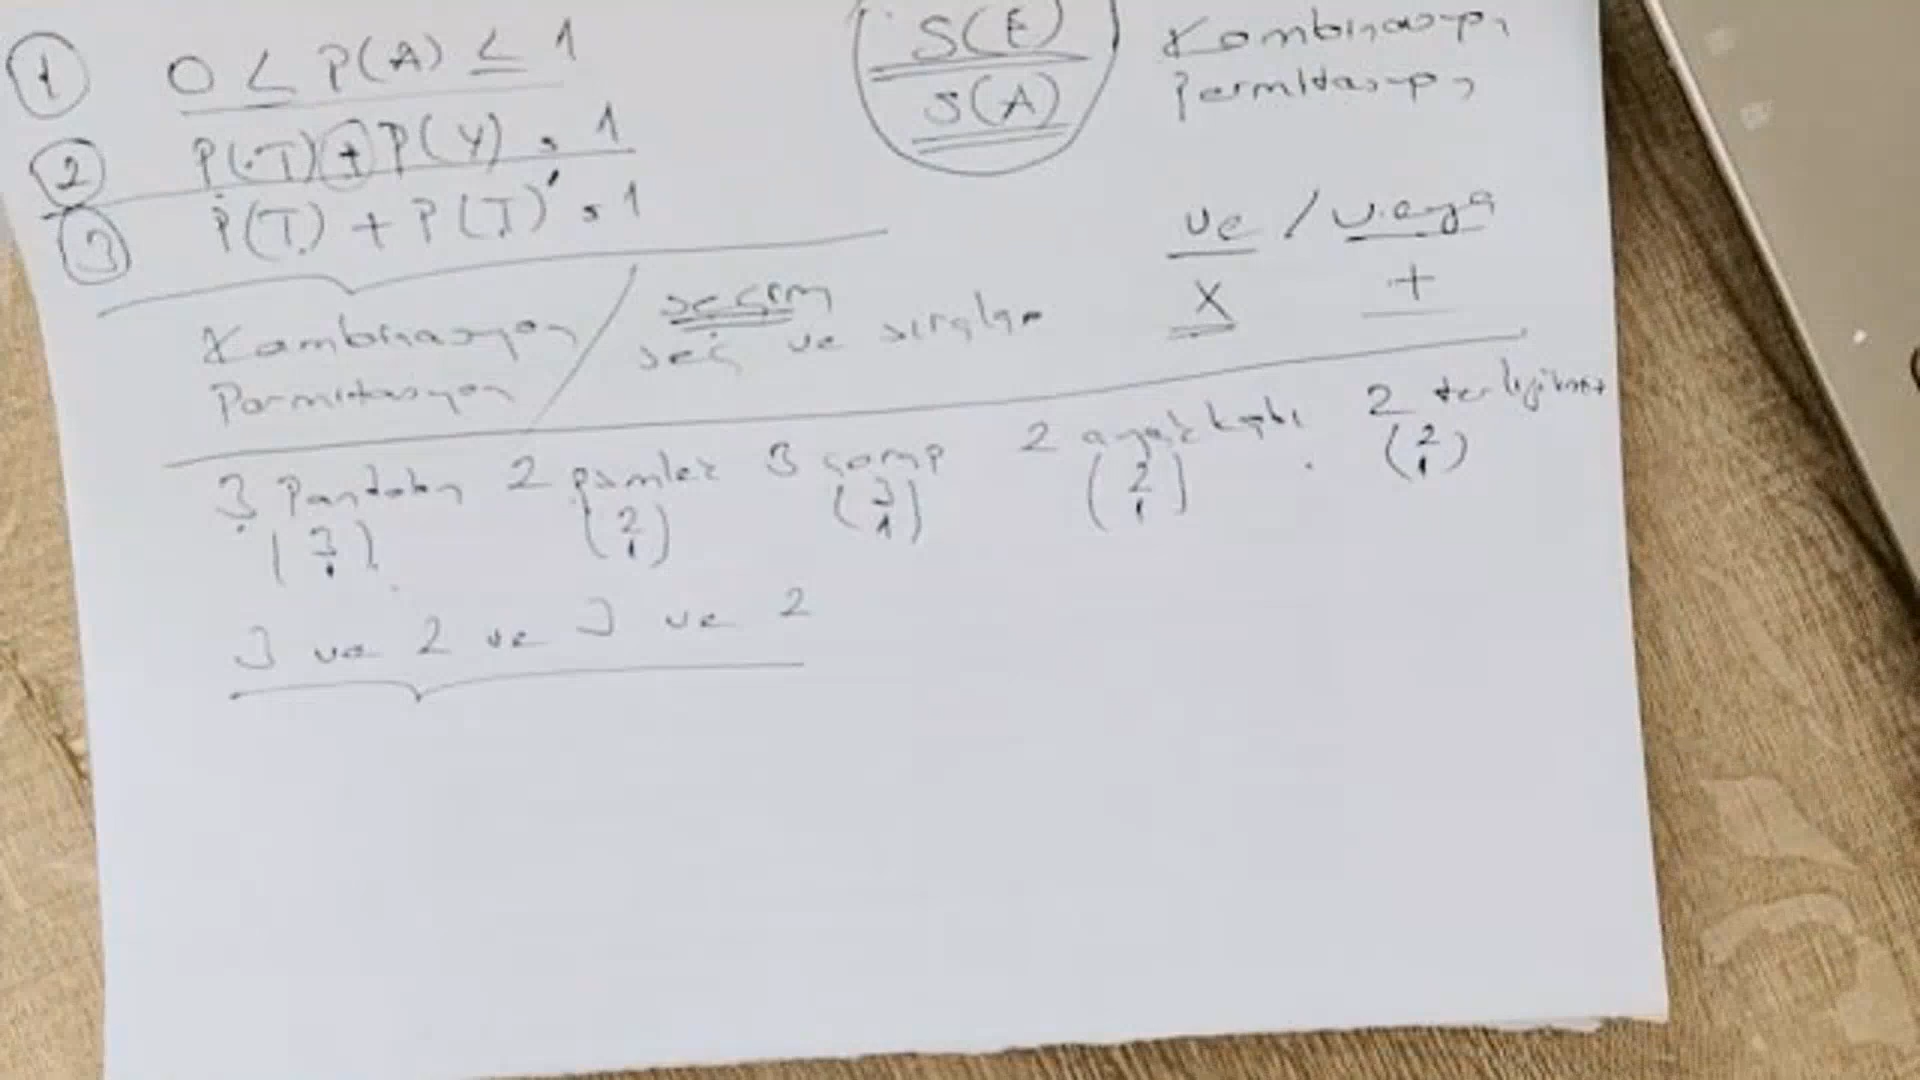 1 0 ≤ P(A) ≤ 1
2 P(T) + P(Y) = 1
3 P(T) + P(T)' = 1
S(E)
S(A)
Kombinasyon
Permütasyon
ve / veya
x +
Kombinasyon
Permütasyon
seçim
seç ve sırala
3 Pantolon 2 gömlek 3 çorap 2 ayakkabı 2
(3 1) (2 1) (3 1) (2 1) (2 1)
3 ve 2 ve 3 ve 2